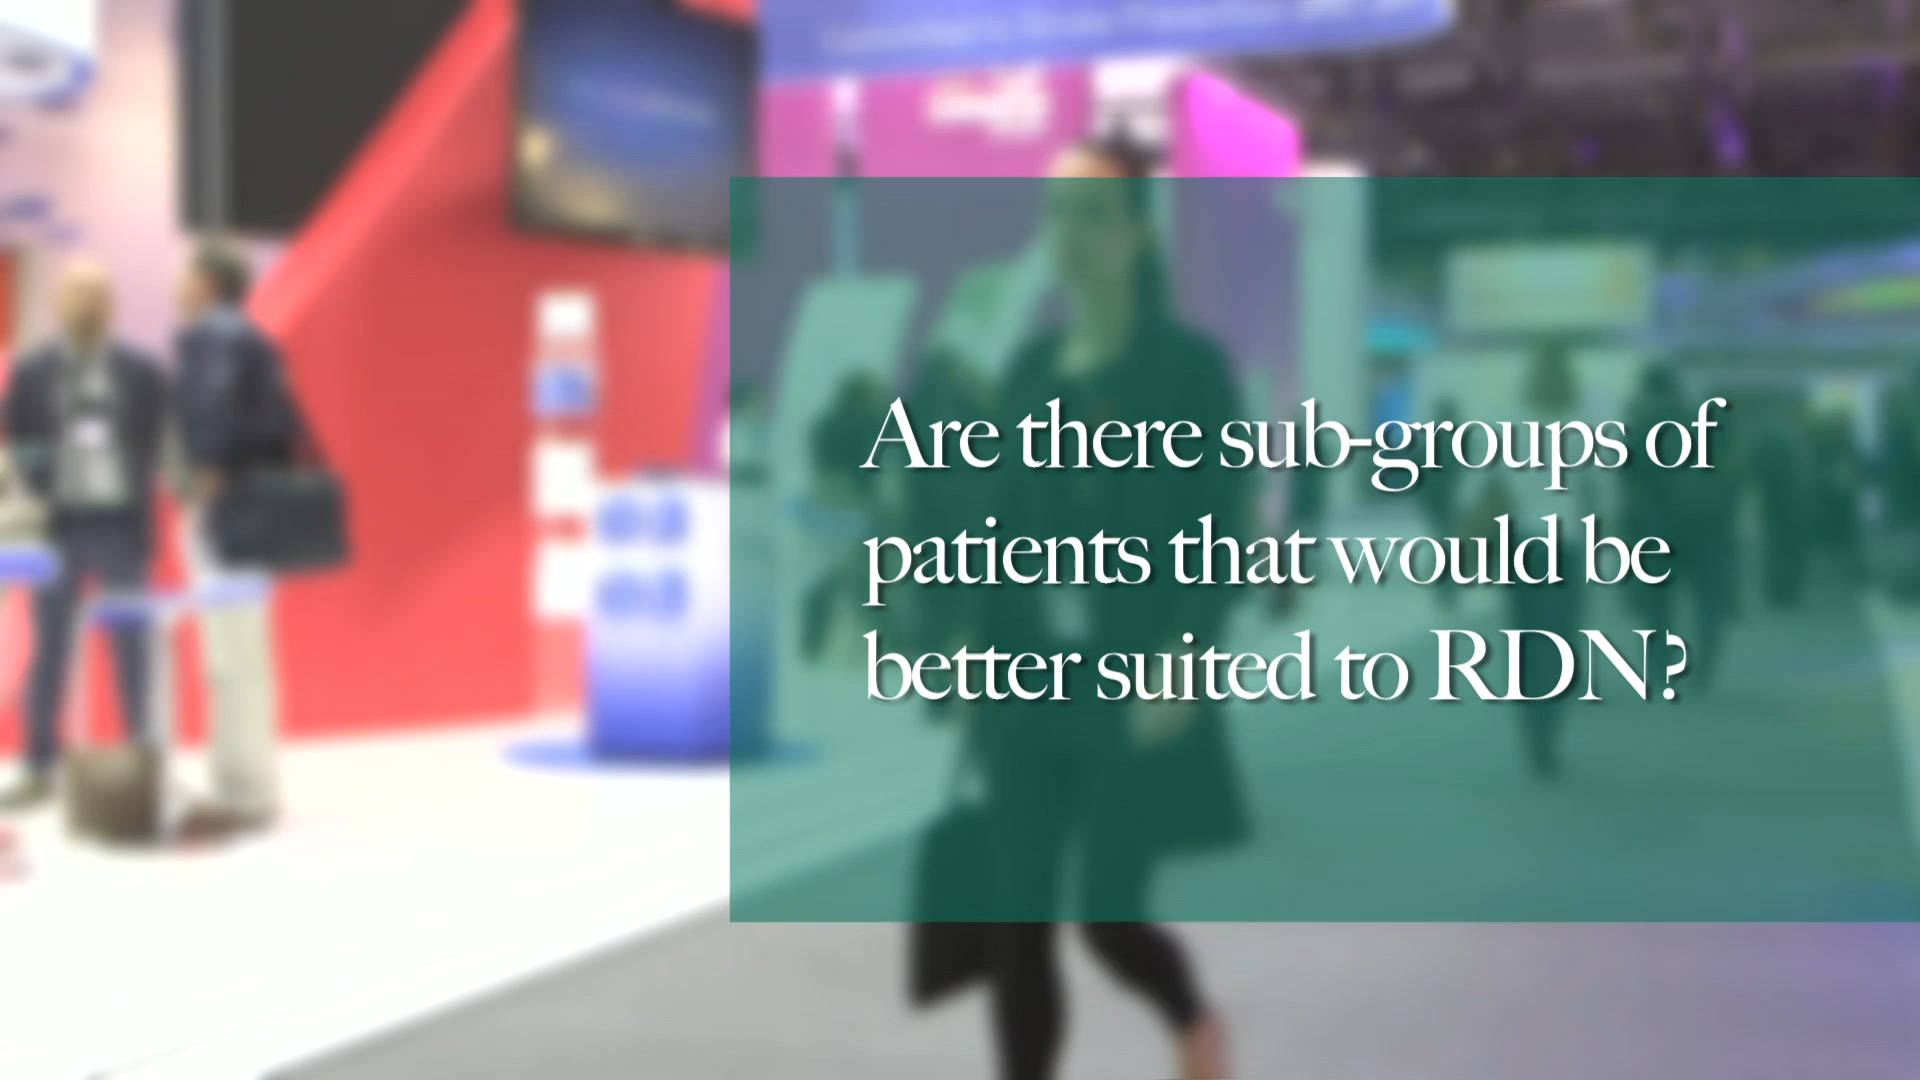 Are there sub-groups of
patients that would be
better suited to RDN?